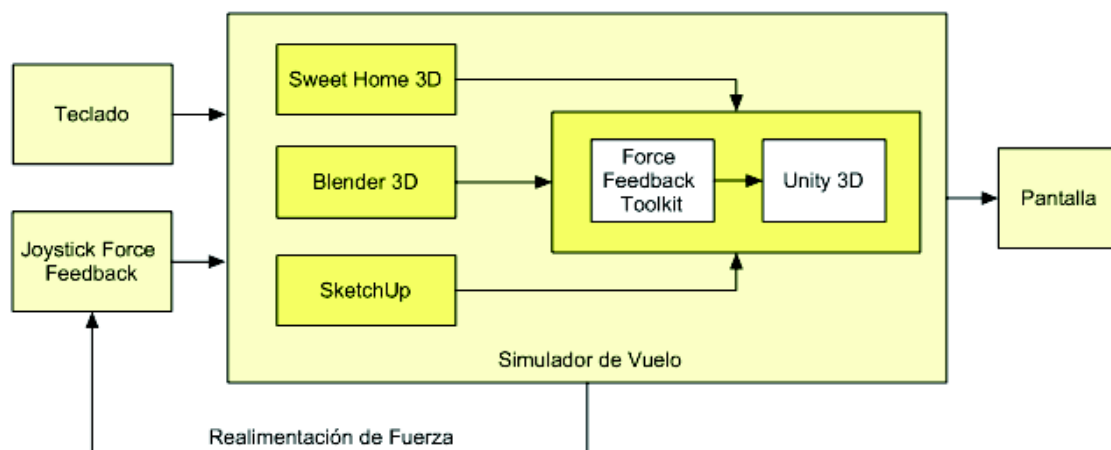 Teclado
Joystick Force
Feedback
Sweet Home 3D
Blender 3D
SketchUp
Force
Feedback
Toolkit
Unity 3D
Simulador de Vuelo
Pantalla
Realimentación de Fuerza